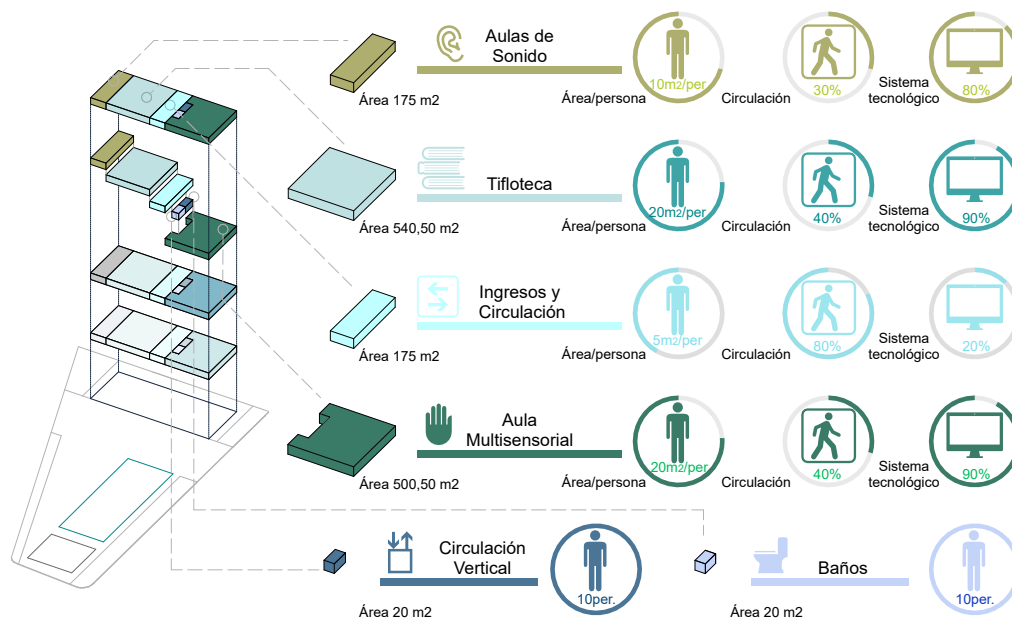 Aulas de
Sonido
Área 175 m2
10m2/per
Área/persona
Circulación
30%
Sistema
tecnológico
80%
Tifloteca
Área 540,50 m2
20m2/per
Área/persona
Circulación
40%
Sistema
tecnológico
90%
Ingresos y
Circulación
Área 175 m2
5m2/per
Área/persona
Circulación
80%
Sistema
tecnológico
20%
Aula
Multisensorial
Área 500,50 m2
20m2/per
Área/persona
Circulación
40%
Sistema
tecnológico
90%
Circulación
Vertical
Área 20 m2
10per.
Baños
Área 20 m2
10per.